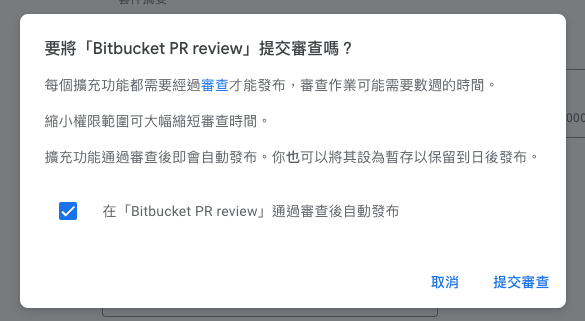 要將「Bitbucket PR review」提交審查嗎？
每個擴充功能都需要經過審查才能發布，審查作業可能需要數週的時間。
縮小權限範圍可大幅縮短審查時間。
擴充功能通過審查後即會自動發布。你也可以將其設為暫存以保留到日後發布。
在「Bitbucket PR review」通過審查後自動發布
取消 提交審查